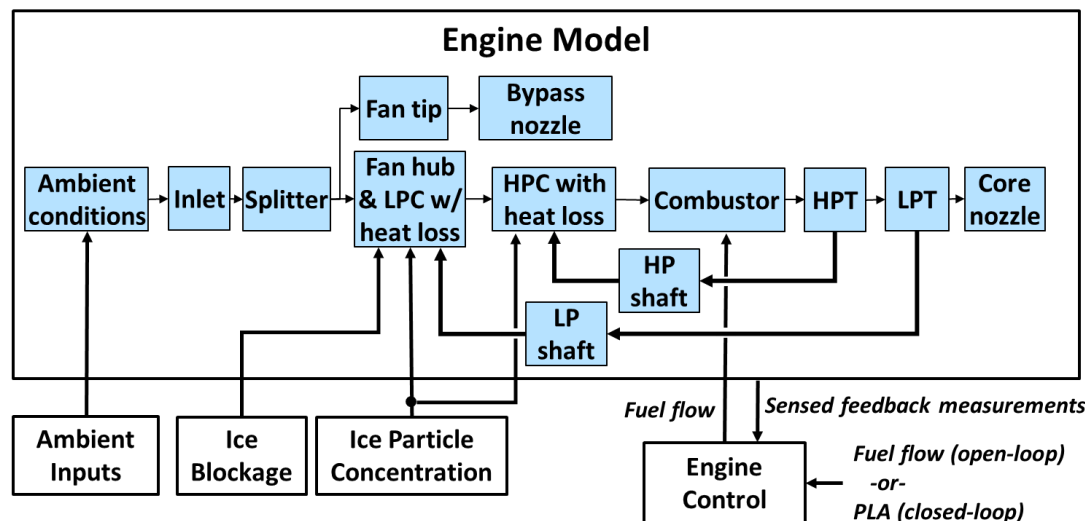 Engine Model
Fan tip
Bypass
nozzle
Ambient
conditions
Inlet
Splitter
Fan hub
& LPC w/
heat loss
HPC with
heat loss
Combustor
HPT
LPT
Core
nozzle
HP
shaft
LP
shaft
Ambient
Inputs
Ice
Blockage
Ice Particle
Concentration
Fuel flow
Sensed feedback measurements
Engine
Control
Fuel flow (open-loop)
-or-
PLA (closed-loop)